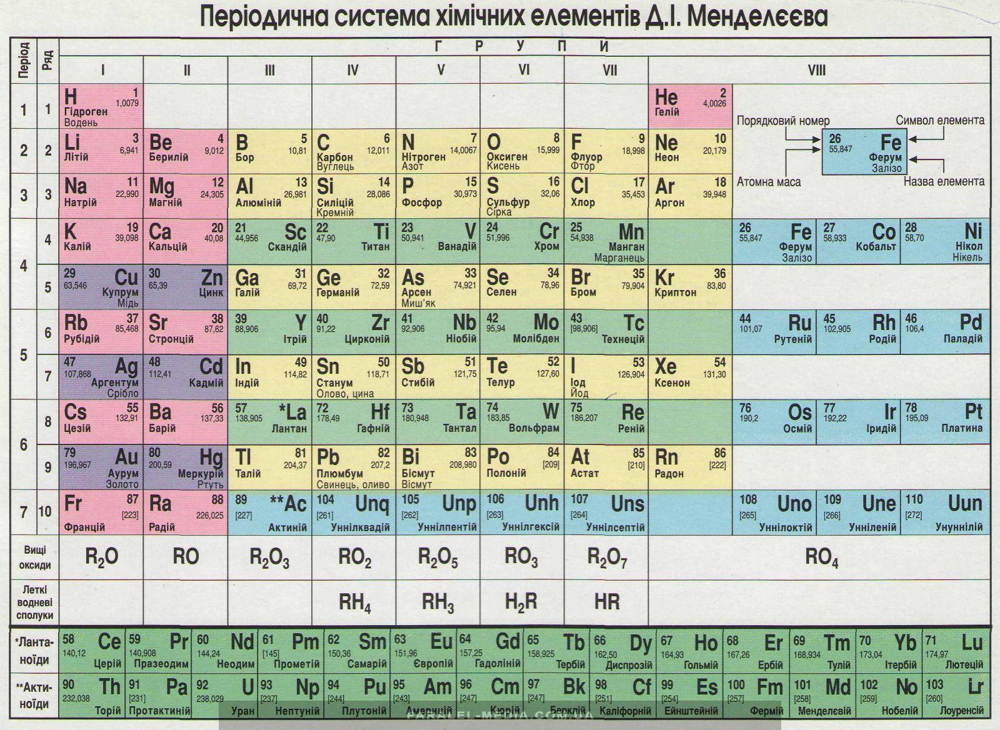 Періодична система хімічних елементів Д.І. Менделєєва
Період Ряд Г Р У П И
I II III IV V VI VII VIII
1 1
H 1 1,0079 Гідроген Водень
He 2 4,0026 Гелій
Порядковий номер Символ елемента
26 Fe 55,847 Ферум Залізо
Атомна маса Назва елемента
2 2
Li 3 6,941 Літій
Be 4 9,012 Берилій
B 5 10,81 Бор
C 6 12,011 Карбон Вуглець
N 7 14,0067 Нітроген Азот
O 8 15,999 Оксиген Кисень
F 9 18,998 Флуор Фтор
Ne 10 20,179 Неон
3 3
Na 11 22,990 Натрій
Mg 12 24,305 Магній
Al 13 26,981 Алюміній
Si 14 28,086 Силіцій Кремній
P 15 30,973 Фосфор
S 16 32,06 Сульфур Сірка
Cl 17 35,453 Хлор
Ar 18 39,948 Аргон
4 4
K 19 39,098 Калій
Ca 20 40,08 Кальцій
21 Sc 44,956 Скандій
22 Ti 47,90 Титан
23 V 50,941 Ванадій
24 Cr 51,996 Хром
25 Mn 54,938 Манган Марганець
26 Fe 55,847 Ферум Залізо
27 Co 58,933 Кобальт
28 Ni 58,70 Нікол Нікель
5
29 Cu 63,546 Купрум Мідь
30 Zn 65,39 Цинк
Ga 31 69,72 Галій
Ge 32 72,59 Германій
As 33 74,921 Арсен Миш'як
Se 34 78,96 Селен
Br 35 79,904 Бром
Kr 36 83,80 Криптон
5 6
Rb 37 85,468 Рубідій
Sr 38 87,62 Стронцій
39 Y 88,906 Ітрій
40 Zr 91,22 Цирконій
41 Nb 92,906 Ніобій
42 Mo 95,94 Молібден
43 Tc [98,906] Технецій
44 Ru 101,07 Рутеній
45 Rh 102,905 Родій
46 Pd 106,4 Паладій
7
47 Ag 107,868 Аргентум Срібло
48 Cd 112,41 Кадмій
In 49 114,82 Індій
Sn 50 118,71 Станум Олово, цина
Sb 51 121,75 Стибій
Te 52 127,60 Телур
I 53 126,904 Іод Йод
Xe 54 131,30 Ксенон
6 8
Cs 55 132,91 Цезій
Ba 56 137,33 Барій
57 *La 138,905 Лантан
72 Hf 178,49 Гафній
73 Ta 180,948 Тантал
74 W 183,85 Вольфрам
75 Re 186,207 Реній
76 Os 190,2 Осмій
77 Ir 192,22 Іридій
78 Pt 195,09 Платина
9
79 Au 196,967 Аурум Золото
80 Hg 200,59 Меркурій Ртуть
Tl 81 204,37 Талій
Pb 82 207,2 Плюмбум Свинець, оливо
Bi 83 208,980 Бісмут Вісмут
Po 84 [209] Полоній
At 85 [210] Астат
Rn 86 [222] Радон
7 10
Fr 87 [223] Францій
Ra 88 226,025 Радій
89 **Ac [227] Актиній
104 Unq [261] Уннілквадій
105 Unp [262] Уннілпентій
106 Unh [263] Уннілгексій
107 Uns [264] Уннілсептій
108 Uno [265] Уннілоктій
109 Une [266] Унніленій
110 Uun [272] Унуннілій
Вищі оксиди R2O RO R2O3 RO2 R2O5 RO3 R2O7 RO4
Леткі водневі сполуки RH4 RH3 H2R HR
*Ланта-ноїди
58 Ce 140,12 Церій
59 Pr 140,908 Празеодим
60 Nd 144,24 Неодим
61 Pm [145] Прометій
62 Sm 150,36 Самарій
63 Eu 151,96 Європій
64 Gd 157,25 Гадоліній
65 Tb 158,925 Тербій
66 Dy 162,50 Диспрозій
67 Ho 164,93 Гольмій
68 Er 167,26 Ербій
69 Tm 168,934 Тулій
70 Yb 173,04 Ітербій
71 Lu 174,97 Лютецій
**Акти-ноїди
90 Th 232,038 Торій
91 Pa [231] Протактиній
92 U 238,029 Уран
93 Np [237] Нептуній
94 Pu [244] Плутоній
95 Am [243] Америцій
96 Cm [247] Кюрій
97 Bk [247] Берклій
98 Cf [251] Каліфорній
99 Es [254] Ейнштейній
100 Fm [257] Фермій
101 Md [258] Менделєвій
102 No [259] Нобелій
103 Lr [260] Лоуренсій
PARALEL-MEDIA.COM.UA